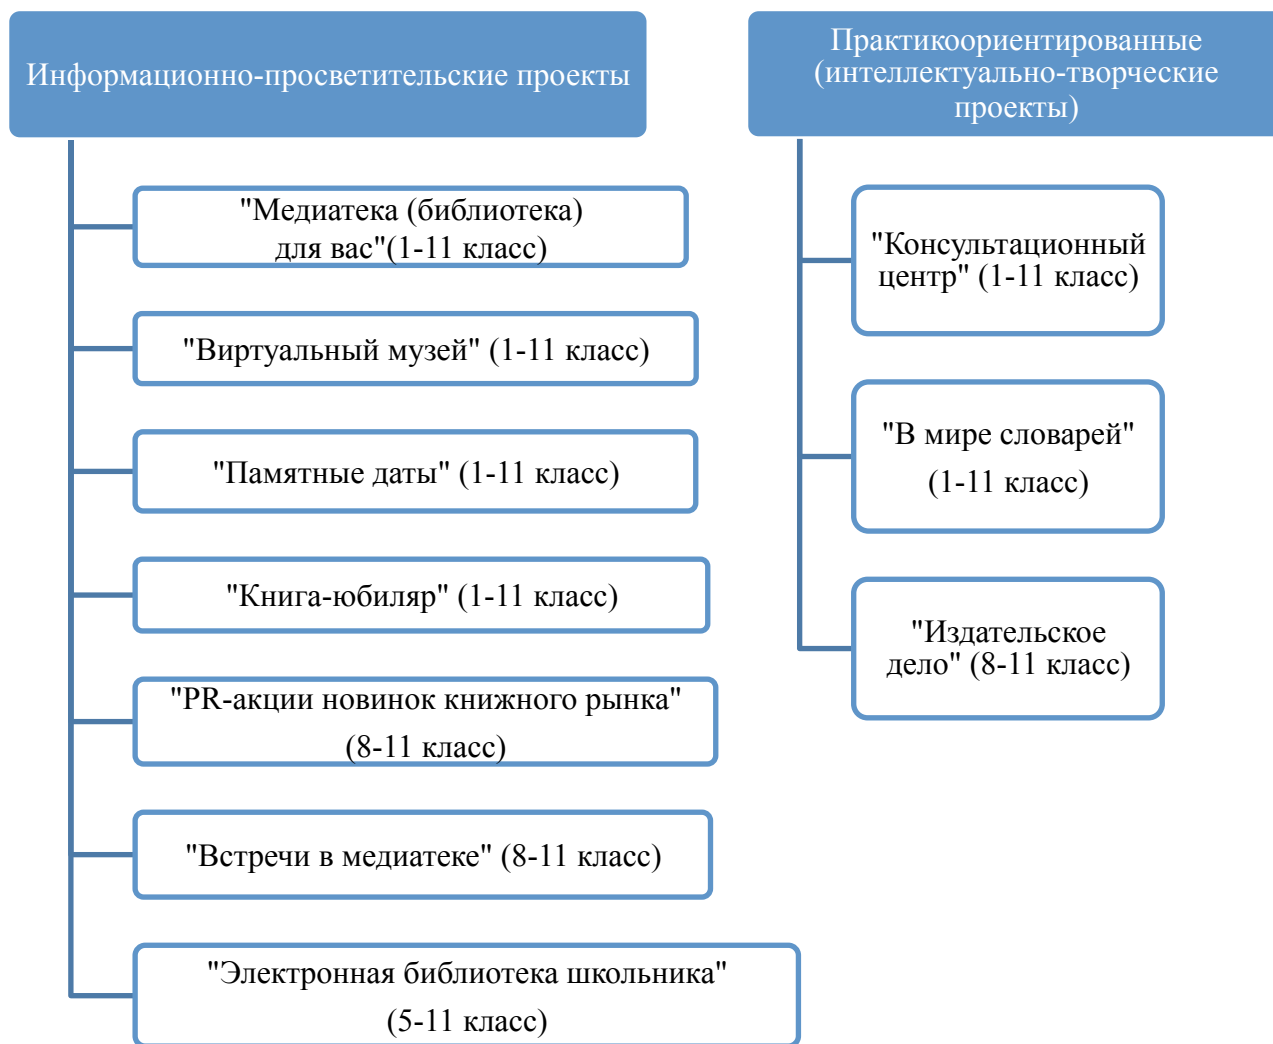 Информационно-просветительские проекты
"Медиатека (библиотека)
для вас"(1-11 класс)
"Виртуальный музей" (1-11 класс)
"Памятные даты" (1-11 класс)
"Книга-юбиляр" (1-11 класс)
"PR-акции новинок книжного рынка"
(8-11 класс)
"Встречи в медиатеке" (8-11 класс)
"Электронная библиотека школьника"
(5-11 класс)
Практикоориентированные
(интеллектуально-творческие
проекты)
"Консультационный
центр" (1-11 класс)
"В мире словарей"
(1-11 класс)
"Издательское
дело" (8-11 класс)